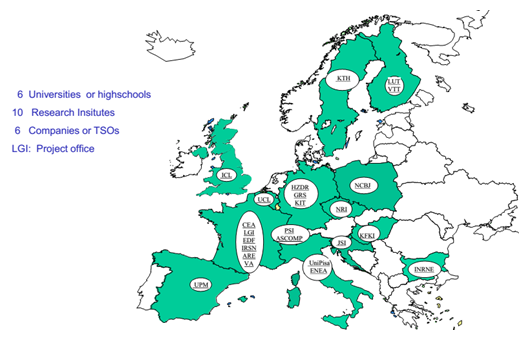 6 Universities or highschools
10 Research Insitutes
6 Companies or TSOs
LGI: Project office
KTH
LUT
VTT
JCL
UCL
HZDR
GRS
KIT
NCBJ
NRI
CEA
LGI
EDF
IRSN
ARE
VA
PSI
ASCOMP
JSI
KFKI
UniPisa
ENEA
INRNE
UPM